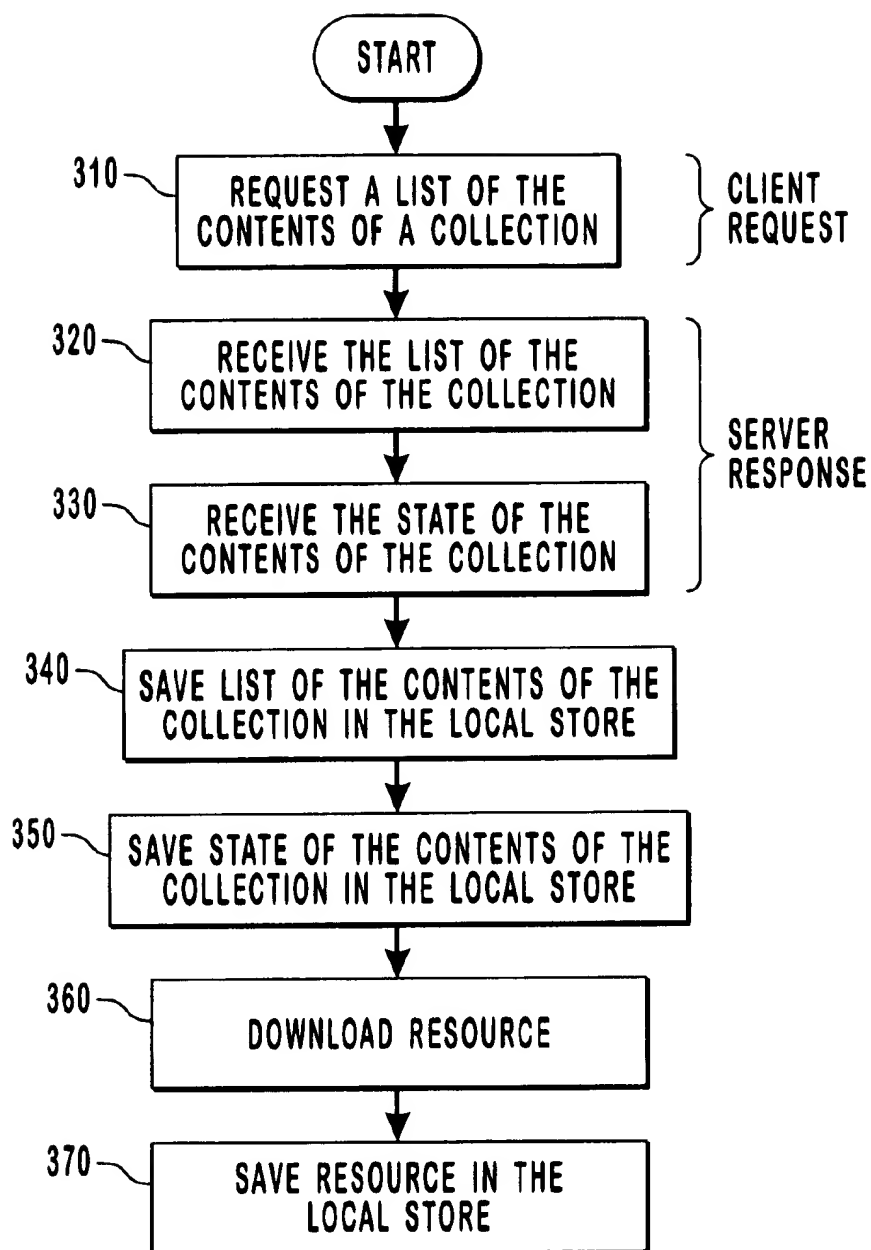 START
310
REQUEST A LIST OF THE
CONTENTS OF A COLLECTION
CLIENT
REQUEST
320
RECEIVE THE LIST OF THE
CONTENTS OF THE COLLECTION
330
RECEIVE THE STATE OF THE
CONTENTS OF THE COLLECTION
SERVER
RESPONSE
340
SAVE LIST OF THE CONTENTS OF THE
COLLECTION IN THE LOCAL STORE
350
SAVE STATE OF THE CONTENTS OF THE
COLLECTION IN THE LOCAL STORE
360
DOWNLOAD RESOURCE
370
SAVE RESOURCE IN THE
LOCAL STORE